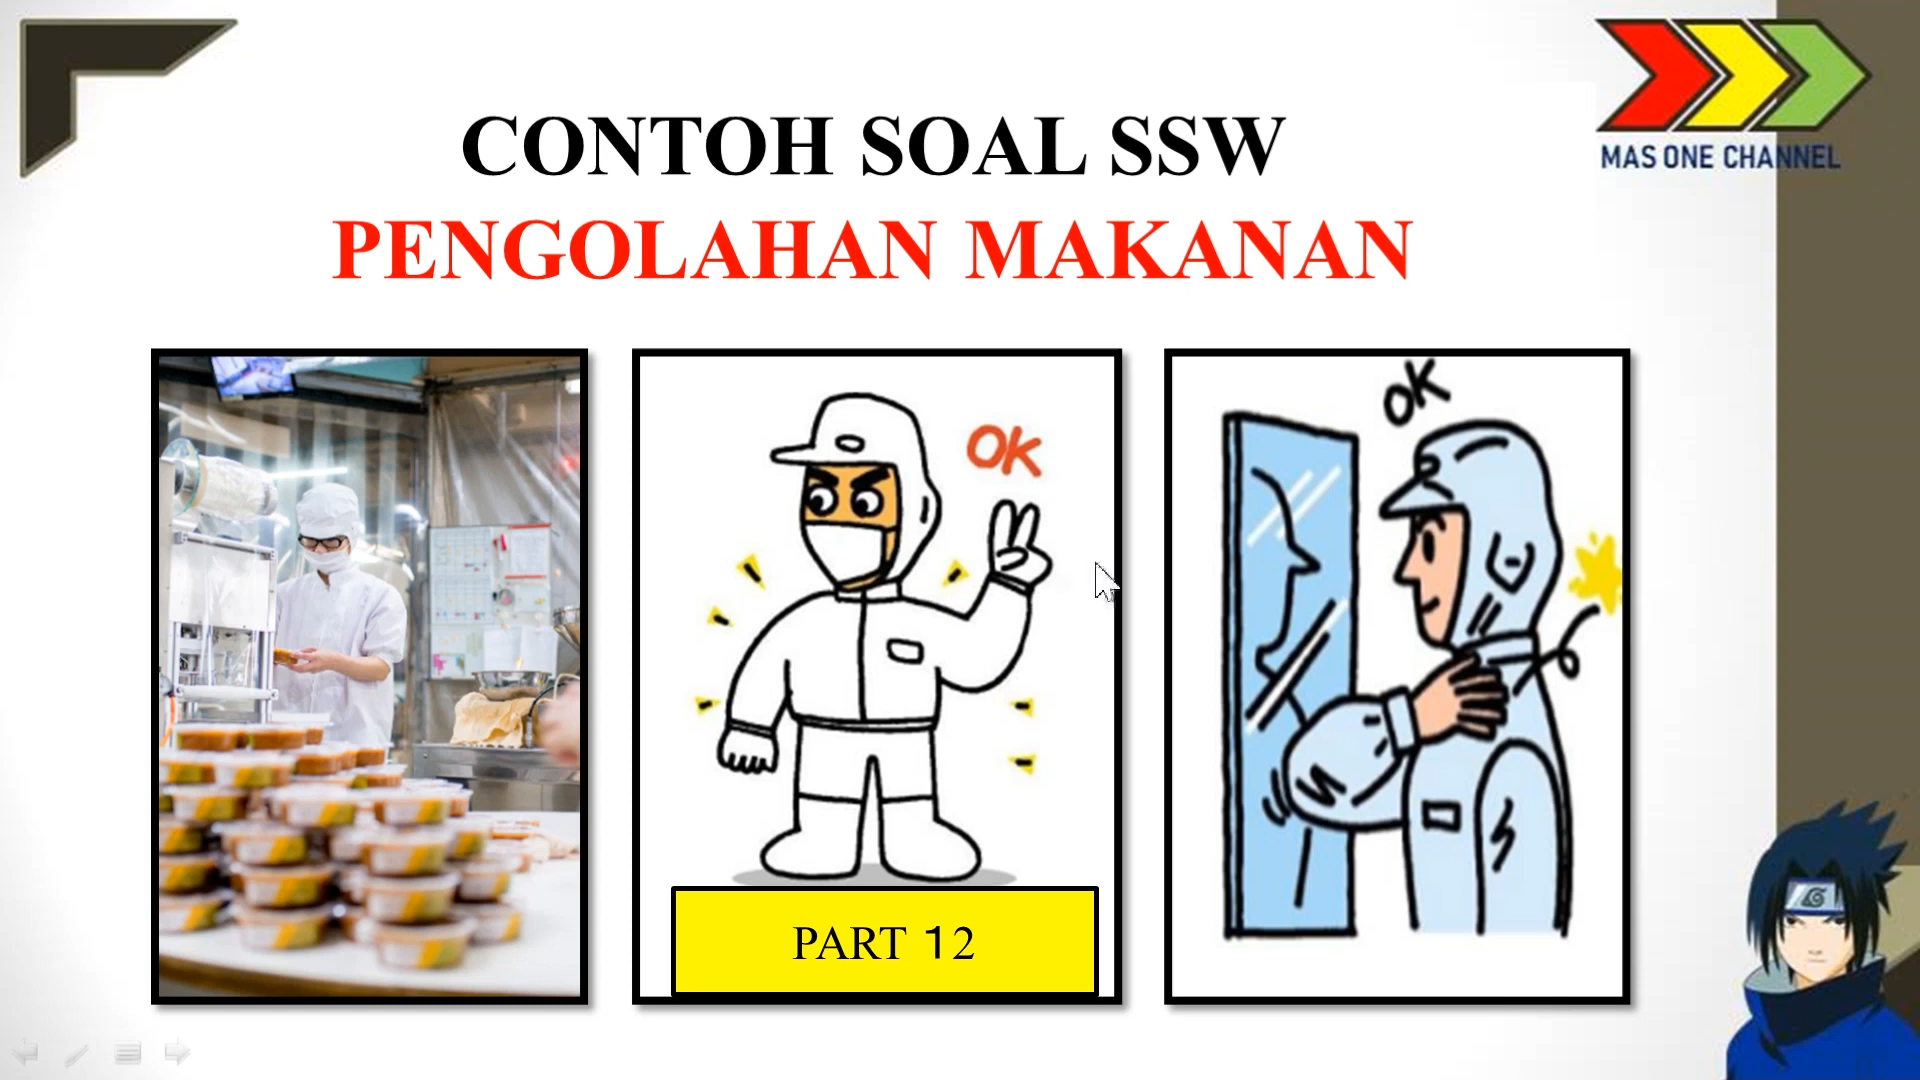 CONTOH SOAL SSW
PENGOLAHAN MAKANAN
MAS ONE CHANNEL
OK
OK
PART 12